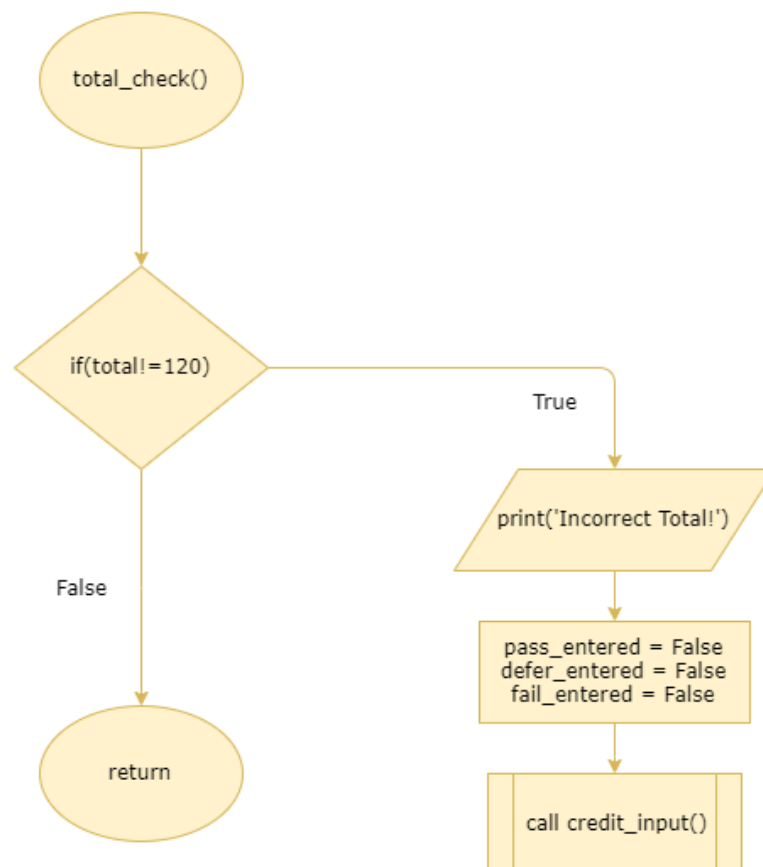 total_check()
if(total!=120)
True
print('Incorrect Total!')
False
pass_entered = False
defer_entered = False
fail_entered = False
return
call credit_input()